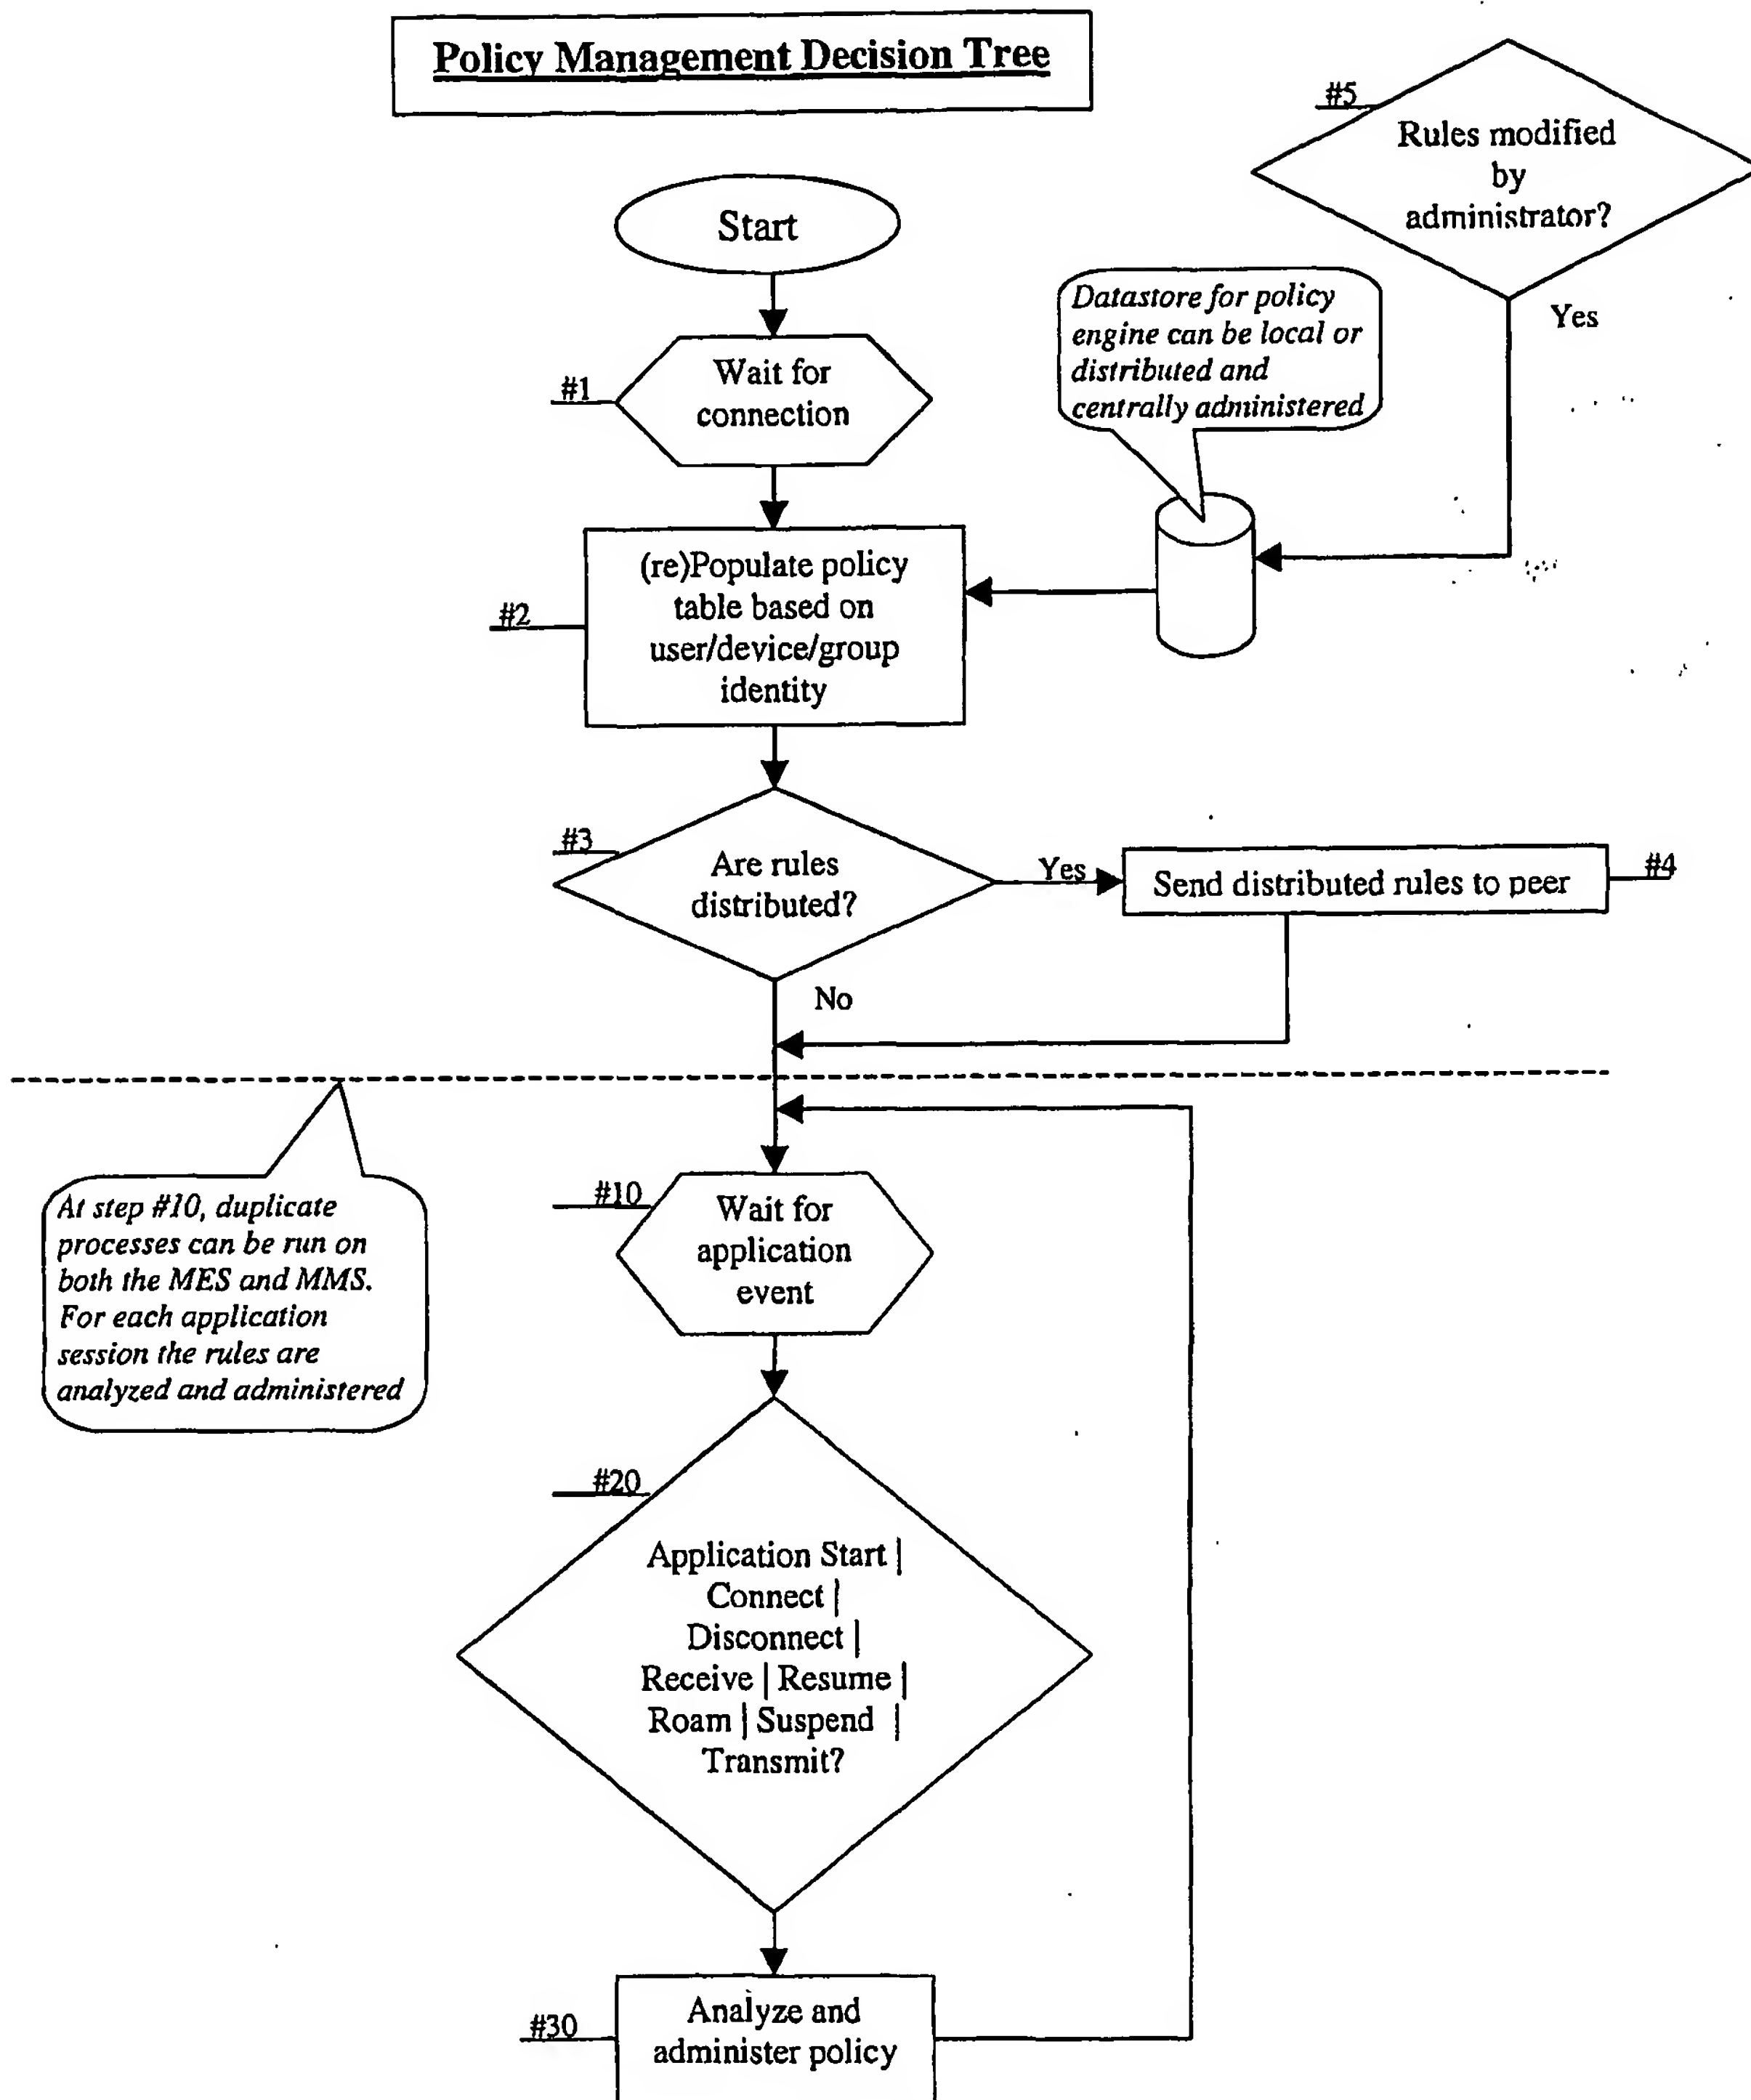 Policy Management Decision Tree
#5
Rules modified
by
administrator?
Yes
Start
Datastore for policy
engine can be local or
distributed and
centrally administered
#1
Wait for
connection
#2
(re)Populate policy
table based on
user/device/group
identity
#3
Are rules
distributed?
Yes
Send distributed rules to peer
#4
No
At step #10, duplicate
processes can be run on
both the MES and MMS.
For each application
session the rules are
analyzed and administered
#10
Wait for
application
event
#20
Application Start |
Connect |
Disconnect |
Receive | Resume |
Roam | Suspend |
Transmit?
#30
Analyze and
administer policy